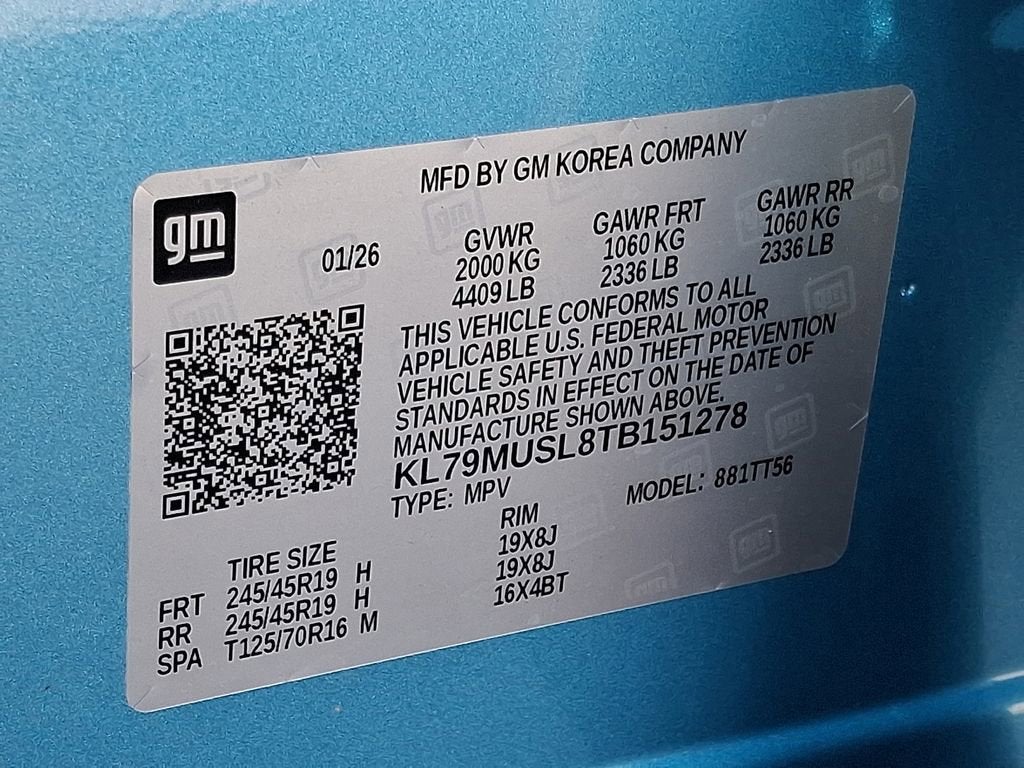 MFD BY GM KOREA COMPANY
gm
01/26
GVWR GAWR FRT GAWR RR
2000 KG 1060 KG 1060 KG
4409 LB 2336 LB 2336 LB
THIS VEHICLE CONFORMS TO ALL
APPLICABLE U.S. FEDERAL MOTOR
VEHICLE SAFETY AND THEFT PREVENTION
STANDARDS IN EFFECT ON THE DATE OF
MANUFACTURE SHOWN ABOVE.
KL79MUSL8TB151278
TYPE: MPV MODEL: 881TT56
TIRE SIZE RIM
FRT 245/45R19 H 19X8J
RR 245/45R19 H 19X8J
SPA T125/70R16 M 16X4BT